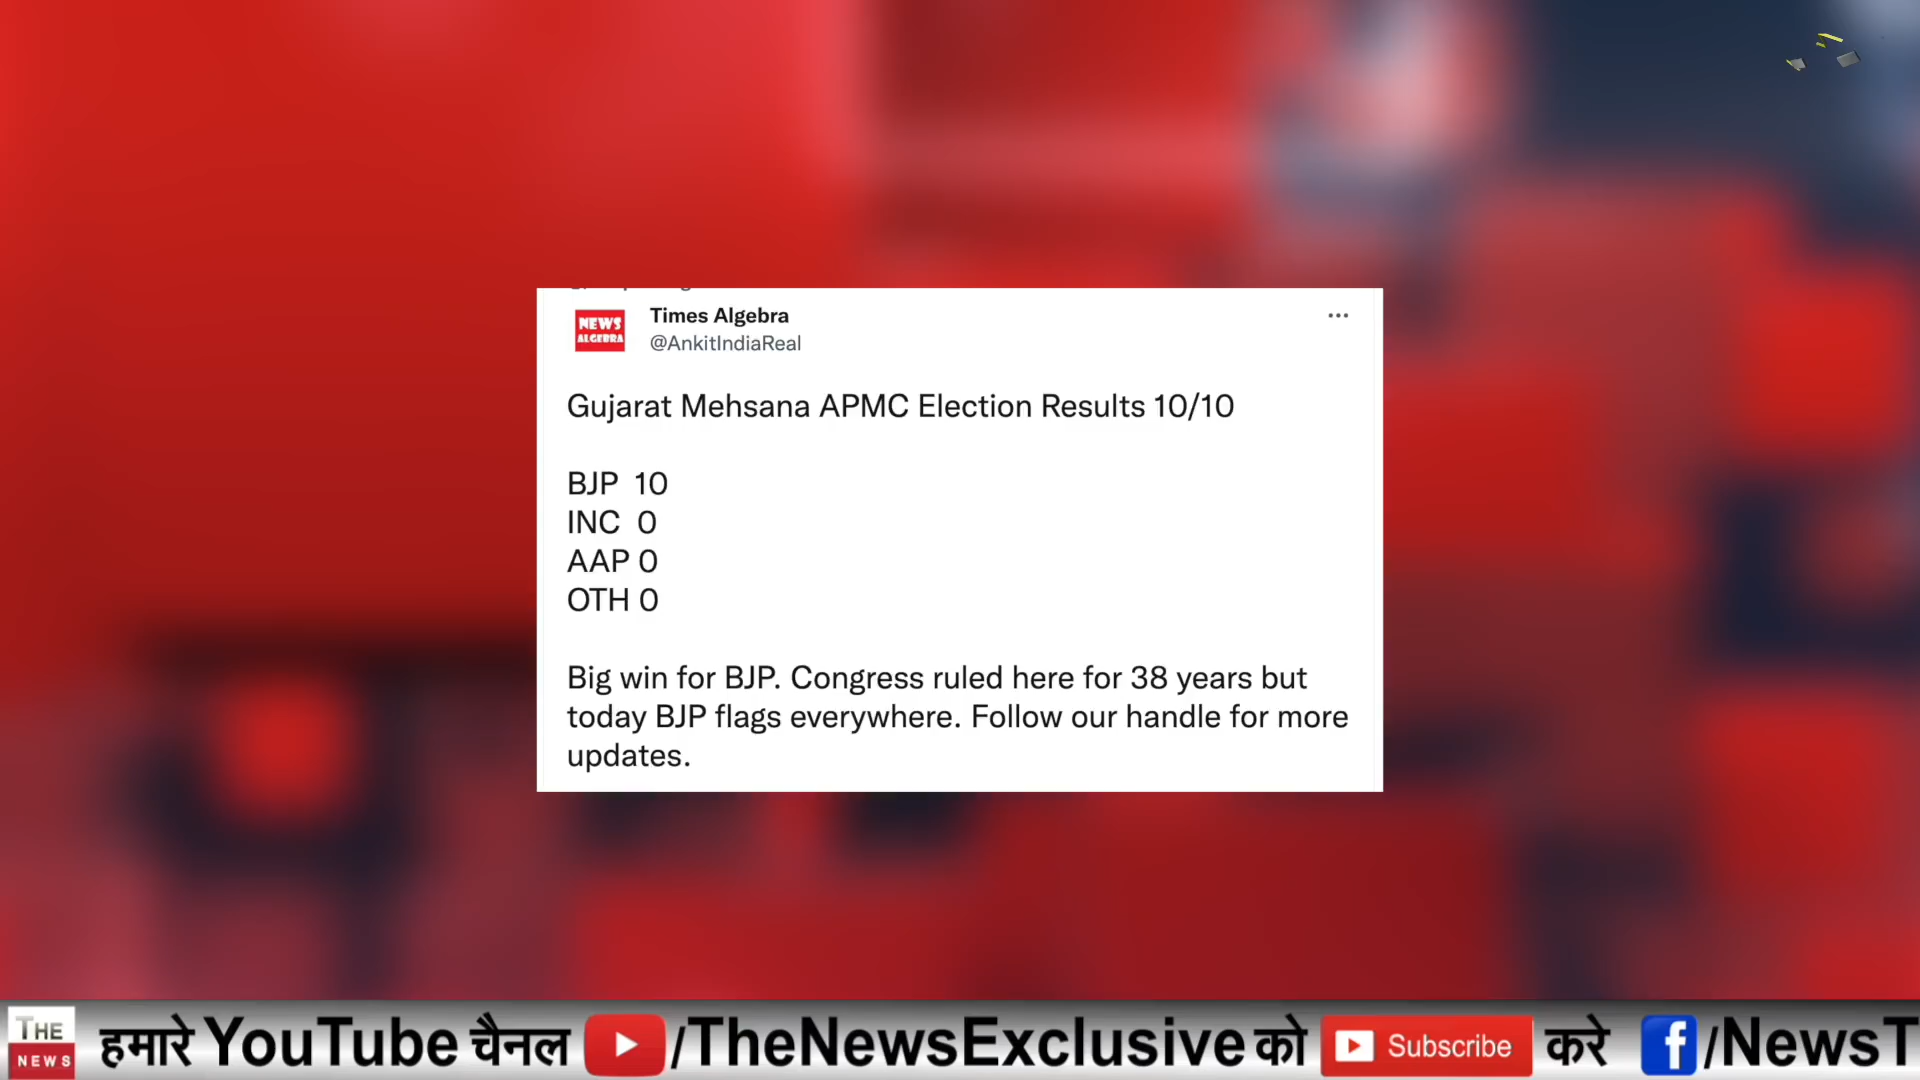 NEWS
ALGEBRA
Times Algebra
@AnkitIndiaReal
Gujarat Mehsana APMC Election Results 10/10
BJP 10
INC 0
AAP 0
OTH 0
Big win for BJP. Congress ruled here for 38 years but
today BJP flags everywhere. Follow our handle for more
updates.
THE
NEWS
हमारे YouTube चैनल /TheNewsExclusive को Subscribe करे /NewsT